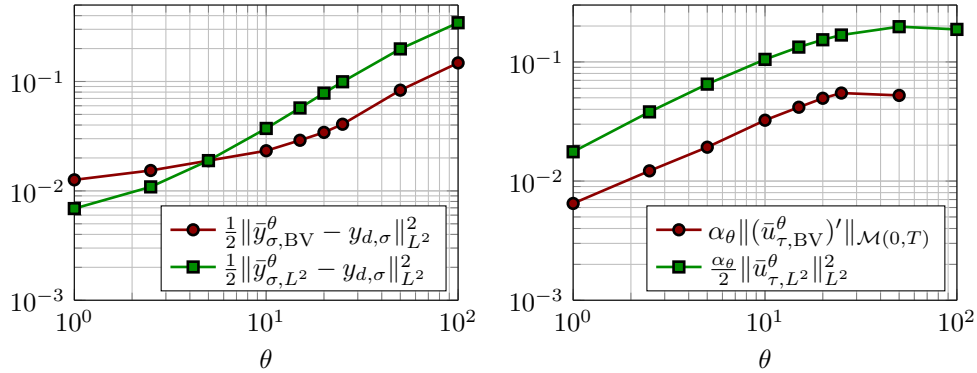 10^{-1}
10^{-2}
10^{-3}
10^0 10^1 10^2
θ
½‖ȳ^θ_{σ,BV} − y_{d,σ}‖²_{L²}
½‖ȳ^θ_{σ,L²} − y_{d,σ}‖²_{L²}
10^{-1}
10^{-2}
10^{-3}
10^0 10^1 10^2
θ
α_θ‖(ū^θ_{τ,BV})′‖_{M(0,T)}
α_θ/2 ‖ū^θ_{τ,L²}‖²_{L²}